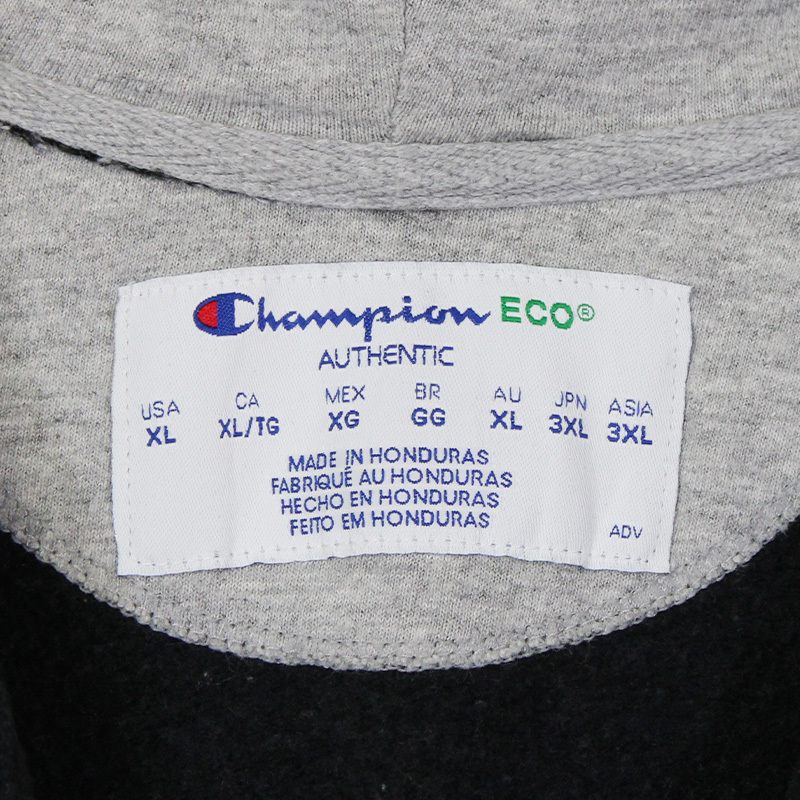 Champion ECO®
AUTHENTIC
USA CA MEX BR AU JPN ASIA
XL XL/TG XG GG XL 3XL 3XL
MADE IN HONDURAS
FABRIQUÉ AU HONDURAS
HECHO EN HONDURAS
FEITO EM HONDURAS
ADV